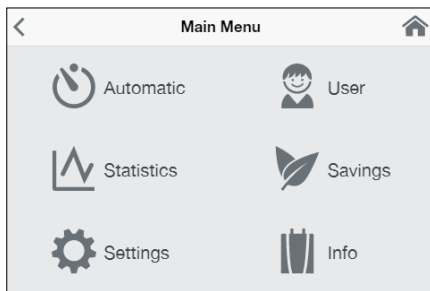 Main Menu
Automatic
User
Statistics
Savings
Settings
Info